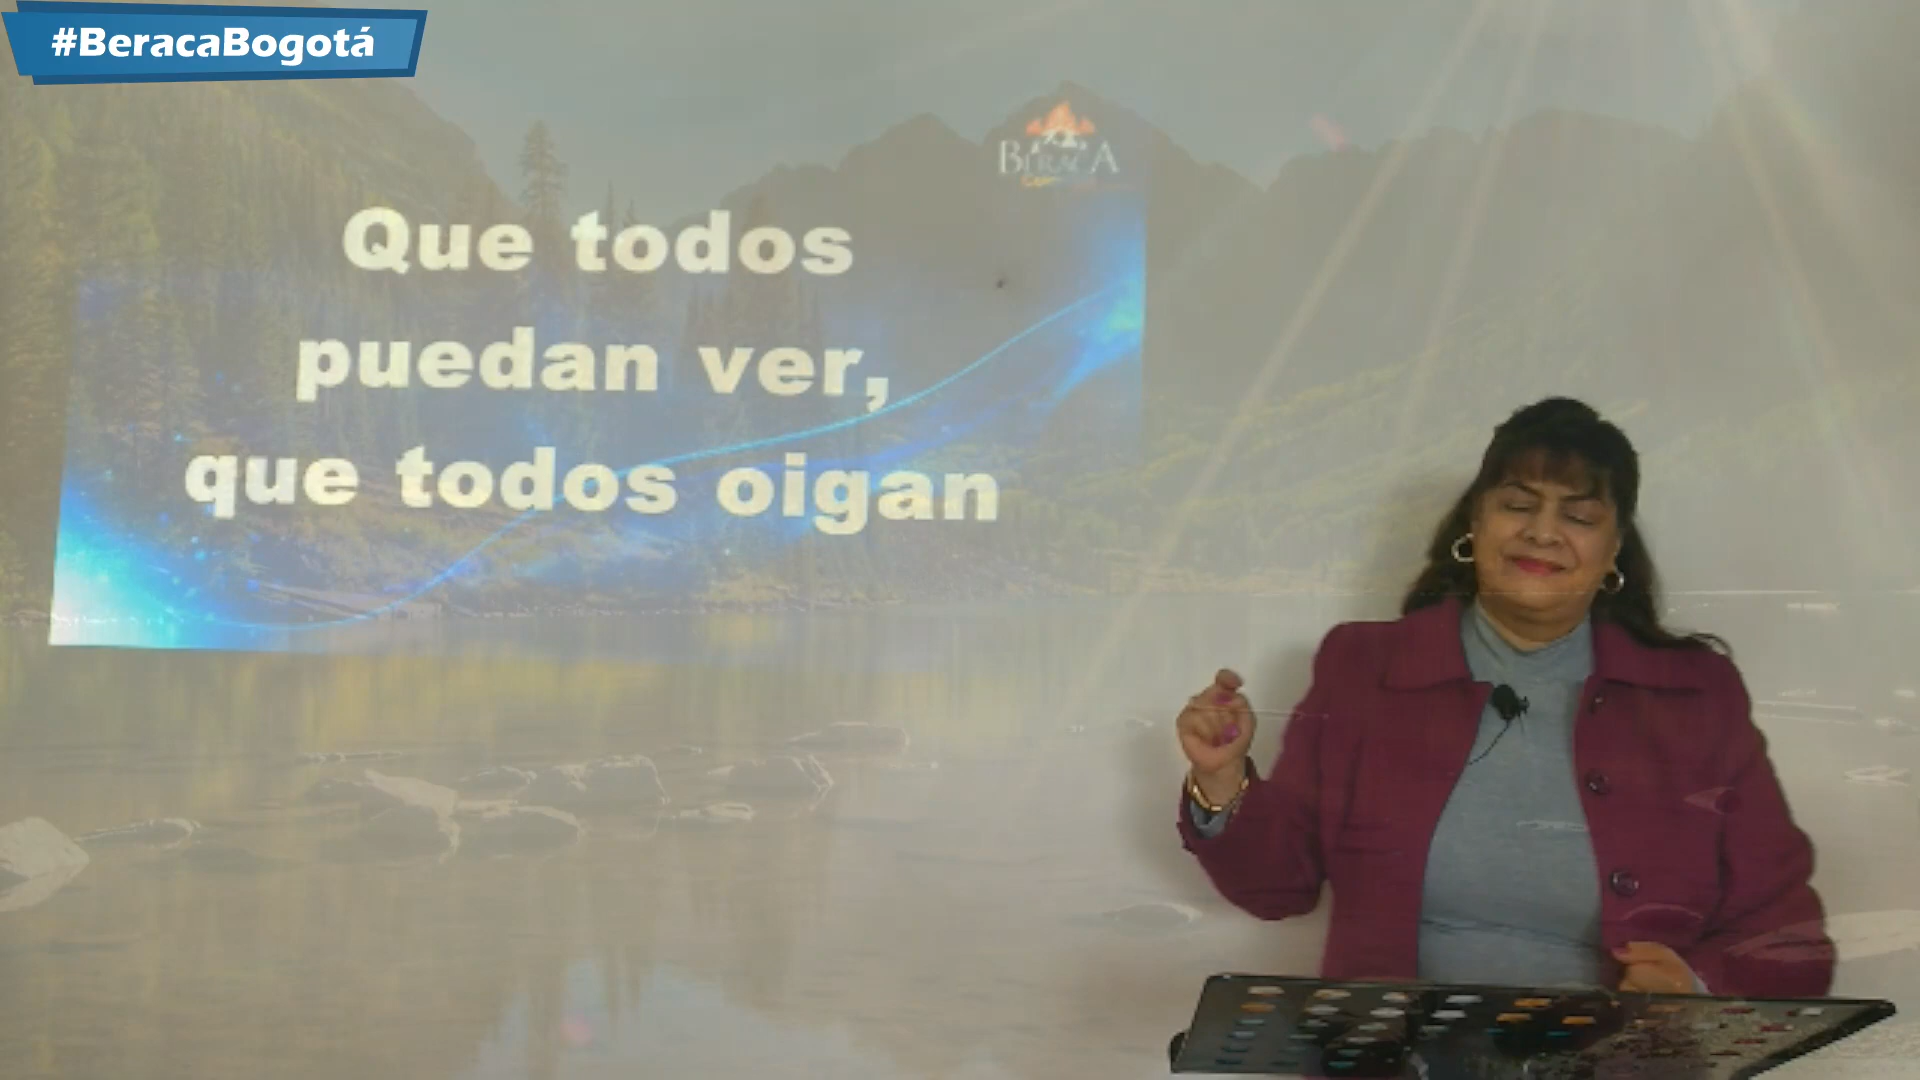 #BeracaBogotá
BERACA
Que todos
puedan ver,
que todos oigan